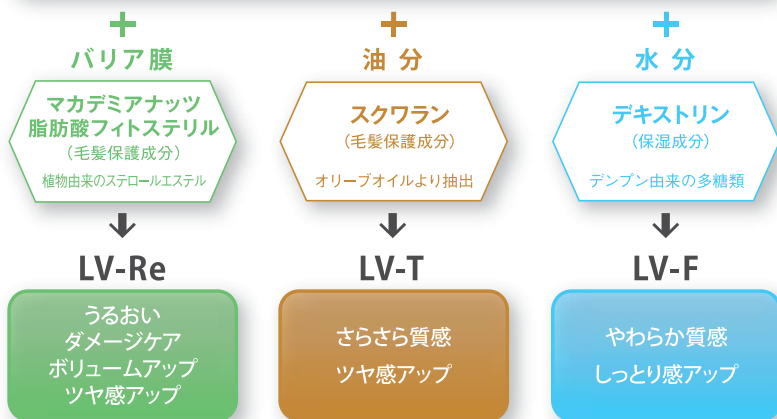 +
バリア膜
マカデミアナッツ
脂肪酸フィトステリル
(毛髪保護成分)
植物由来のステロールエステル
LV-Re
うるおい
ダメージケア
ボリュームアップ
ツヤ感アップ
+
油 分
スクワラン
(毛髪保護成分)
オリーブオイルより抽出
LV-T
さらさら質感
ツヤ感アップ
+
水 分
デキストリン
(保湿成分)
デンプン由来の多糖類
LV-F
やわらか質感
しっとり感アップ